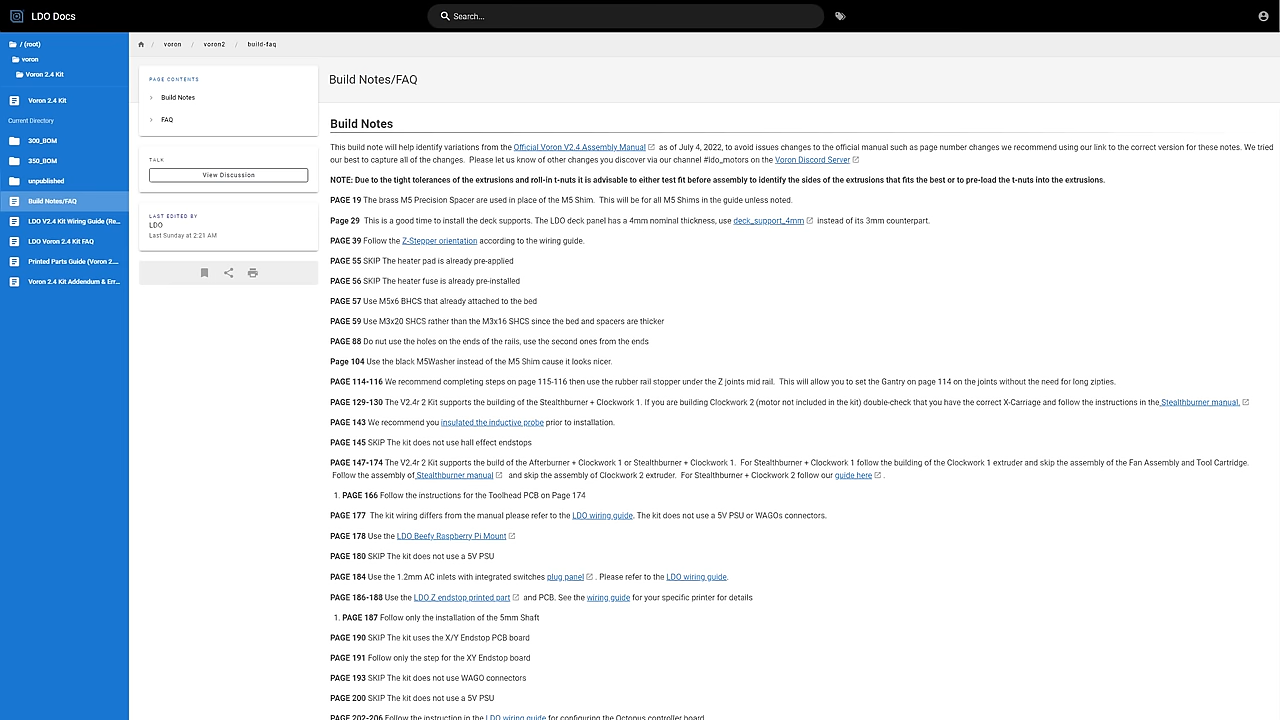 LDO Docs
Search...
/ (root)
voron
Voron 2.4 Kit
Voron 2.4 Kit
Current Directory
300_BOM
350_BOM
unpublished
Build Notes/FAQ
LDO V2.4 Kit Wiring Guide (Re...
LDO Voron 2.4 Kit FAQ
Printed Parts Guide (Voron 2....
Voron 2.4 Kit Addendum & Err...
/ voron / voron2 / build-faq
PAGE CONTENTS
Build Notes
FAQ
TALK
View Discussion
LAST EDITED BY
LDO
Last Sunday at 2:21 AM
Build Notes/FAQ
Build Notes
This build note will help identify variations from the Official Voron V2.4 Assembly Manual as of July 4, 2022, to avoid issues changes to the official manual such as page number changes we recommend using our link to the correct version for these notes. We tried
our best to capture all of the changes. Please let us know of other changes you discover via our channel #ldo_motors on the Voron Discord Server
NOTE: Due to the tight tolerances of the extrusions and roll-in t-nuts it is advisable to either test fit before assembly to identify the sides of the extrusions that fits the best or to pre-load the t-nuts into the extrusions.
PAGE 19 The brass M5 Precision Spacer are used in place of the M5 Shim. This will be for all M5 Shims in the guide unless noted.
Page 29 This is a good time to install the deck supports. The LDO deck panel has a 4mm nominal thickness, use deck_support_4mm instead of its 3mm counterpart.
PAGE 39 Follow the Z-Stepper orientation according to the wiring guide.
PAGE 55 SKIP The heater pad is already pre-applied
PAGE 56 SKIP The heater fuse is already pre-installed
PAGE 57 Use M5x6 BHCS that already attached to the bed
PAGE 59 Use M3x20 SHCS rather than the M3x16 SHCS since the bed and spacers are thicker
PAGE 88 Do nut use the holes on the ends of the rails, use the second ones from the ends
Page 104 Use the black M5Washer instead of the M5 Shim cause it looks nicer.
PAGE 114-116 We recommend completing steps on page 115-116 then use the rubber rail stopper under the Z joints mid rail. This will allow you to set the Gantry on page 114 on the joints without the need for long zipties.
PAGE 129-130 The V2.4r 2 Kit supports the building of the Stealthburner + Clockwork 1. If you are building Clockwork 2 (motor not included in the kit) double-check that you have the correct X-Carriage and follow the instructions in the Stealthburner manual.
PAGE 143 We recommend you insulated the inductive probe prior to installation.
PAGE 145 SKIP The kit does not use hall effect endstops
PAGE 147-174 The V2.4r 2 Kit supports the build of the Afterburner + Clockwork 1 or Stealthburner + Clockwork 1. For Stealthburner + Clockwork 1 follow the building of the Clockwork 1 extruder and skip the assembly of the Fan Assembly and Tool Cartridge.
Follow the assembly of Stealthburner manual and skip the assembly of Clockwork 2 extruder. For Stealthburner + Clockwork 2 follow our guide here .
1. PAGE 166 Follow the instructions for the Toolhead PCB on Page 174
PAGE 177 The kit wiring differs from the manual please refer to the LDO wiring guide. The kit does not use a 5V PSU or WAGOs connectors.
PAGE 178 Use the LDO Beefy Raspberry Pi Mount
PAGE 180 SKIP The kit does not use a 5V PSU
PAGE 184 Use the 1.2mm AC inlets with integrated switches plug panel . Please refer to the LDO wiring guide.
PAGE 186-188 Use the LDO Z endstop printed part and PCB. See the wiring guide for your specific printer for details
1. PAGE 187 Follow only the installation of the 5mm Shaft
PAGE 190 SKIP The kit uses the X/Y Endstop PCB board
PAGE 191 Follow only the step for the XY Endstop board
PAGE 193 SKIP The kit does not use WAGO connectors
PAGE 200 SKIP The kit does not use a 5V PSU
PAGE 202-206 Follow the instruction in the LDO wiring guide for configuring the Octopus controller board